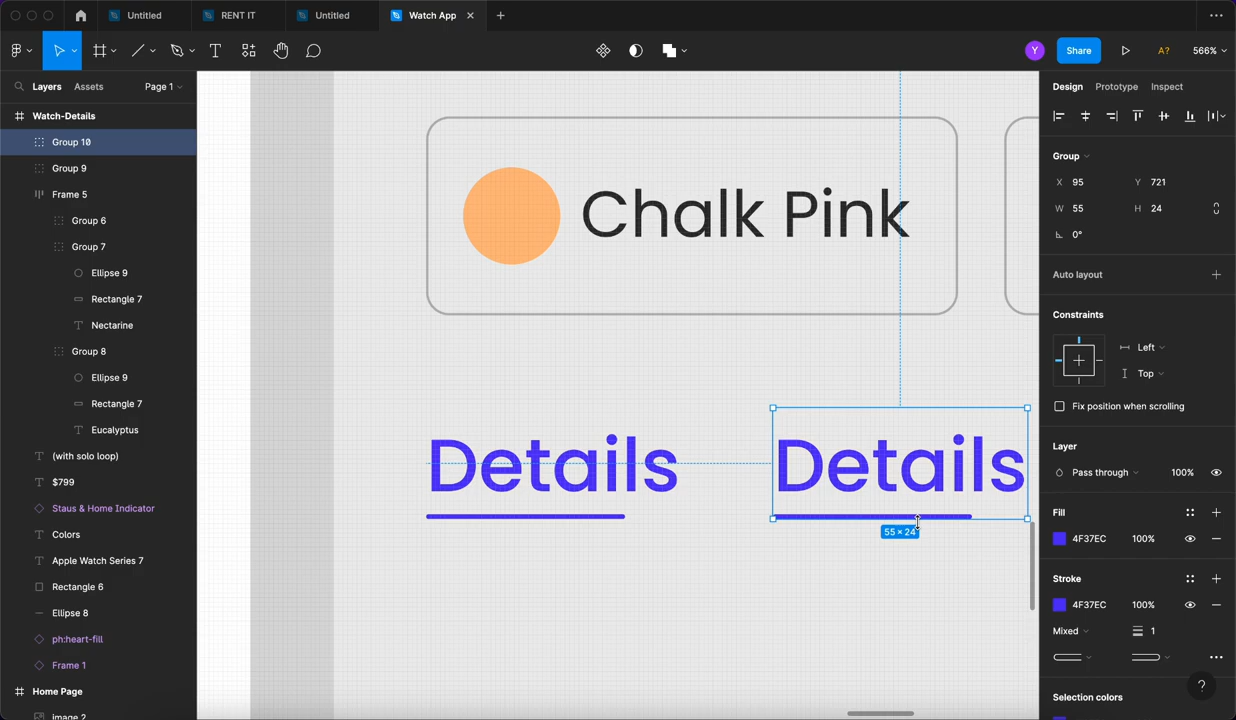 Untitled
RENT IT
Untitled
Watch App
Share
A?
566%
Y
Layers
Assets
Page 1
Watch-Details
Group 10
Group 9
Frame 5
Group 6
Group 7
Ellipse 9
Rectangle 7
Nectarine
Group 8
Ellipse 9
Rectangle 7
Eucalyptus
(with solo loop)
$799
Staus & Home Indicator
Colors
Apple Watch Series 7
Rectangle 6
Ellipse 8
ph:heart-fill
Frame 1
Home Page
image 2
Chalk Pink
Details
Details
55 × 24
Design
Prototype
Inspect
Group
X 95
Y 721
W 55
H 24
0°
Auto layout
Constraints
Left
Top
Fix position when scrolling
Layer
Pass through
100%
Fill
4F37EC
100%
Stroke
4F37EC
100%
Mixed
1
Selection colors
?